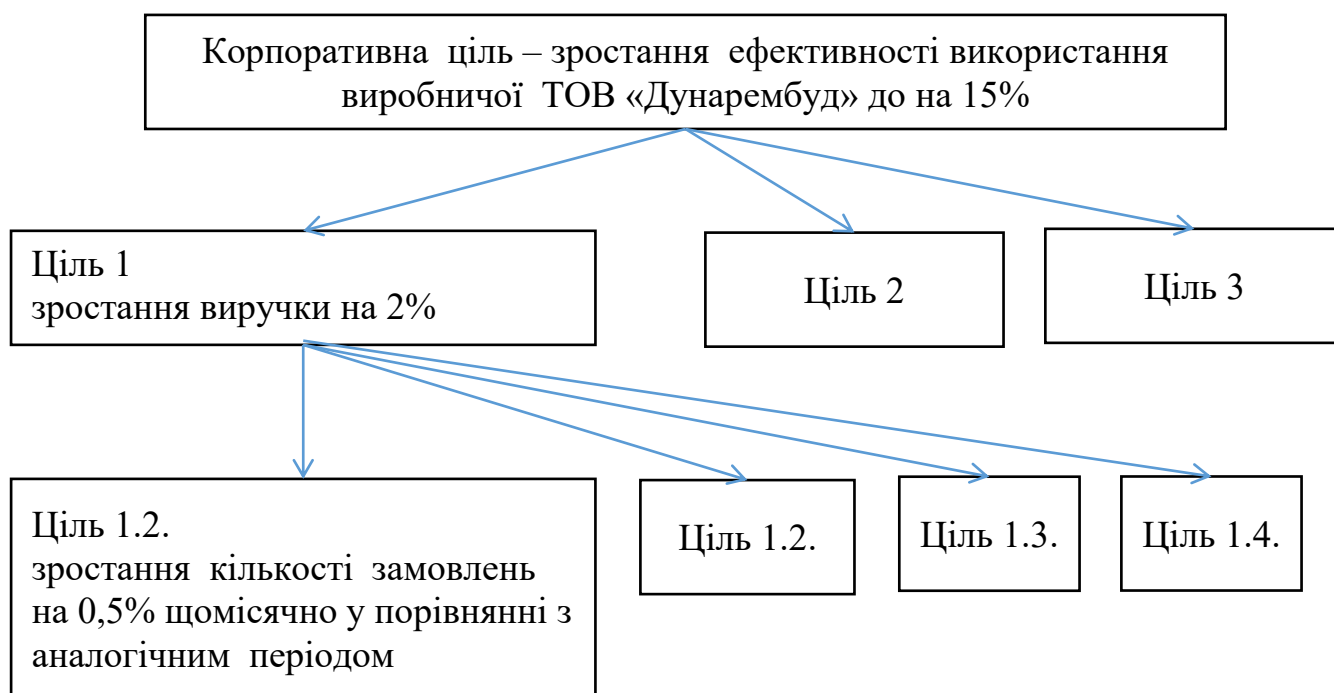 Корпоративна ціль – зростання ефективності використання
виробничої ТОВ «Дунарембуд» до на 15%
Ціль 1
зростання виручки на 2%
Ціль 2
Ціль 3
Ціль 1.2.
зростання кількості замовлень
на 0,5% щомісячно у порівнянні з
аналогічним періодом
Ціль 1.2.
Ціль 1.3.
Ціль 1.4.